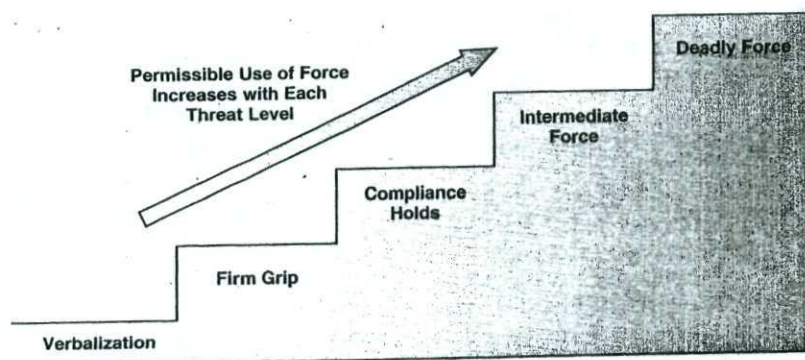 Permissible Use of Force
Increases with Each
Threat Level
Deadly Force
Intermediate
Force
Compliance
Holds
Firm Grip
Verbalization